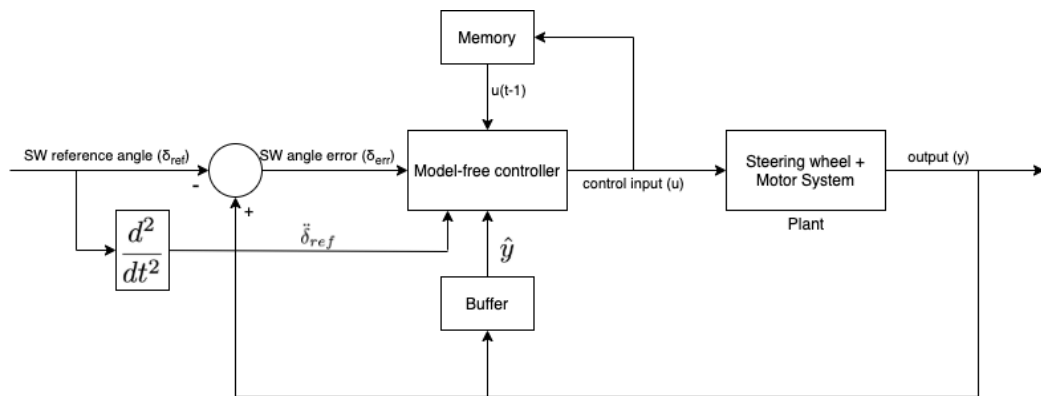 Memory
u(t-1)
SW reference angle (δref)
SW angle error (δerr)
Model-free controller
control input (u)
Steering wheel +
Motor System
output (y)
Plant
-
+
d²
dt²
δ̈ref
ŷ
Buffer